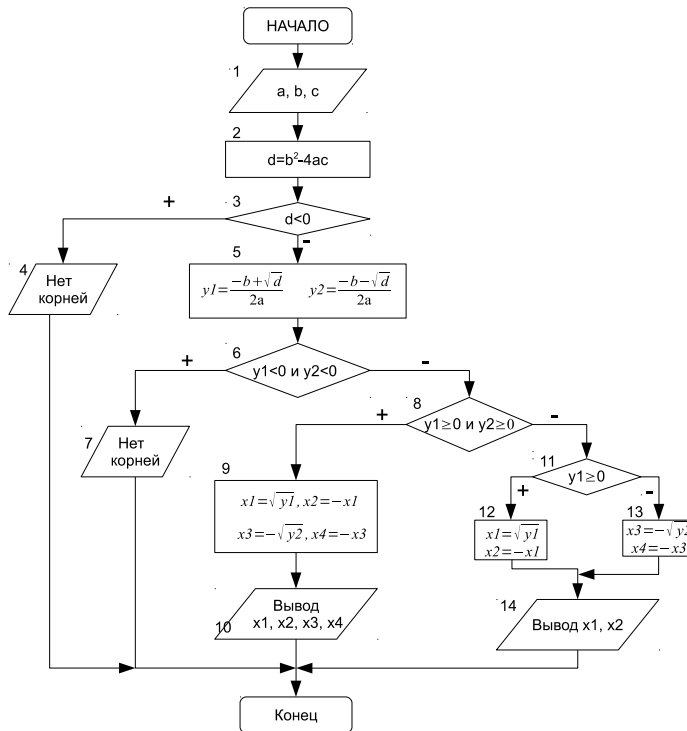 НАЧАЛО
1
a, b, c
2
d=b²-4ac
3
d<0
+
-
4
Нет
корней
5
y1=(-b+√d)/2a y2=(-b-√d)/2a
6
y1<0 и y2<0
+
-
7
Нет
корней
8
y1≥0 и y2≥0
+
-
9
x1=√y1, x2=-x1
x3=-√y2, x4=-x3
10
Вывод
x1, x2, x3, x4
11
y1≥0
+
-
12
x1=√y1
x2=-x1
13
x3=-√y2
x4=-x3
14
Вывод x1, x2
Конец